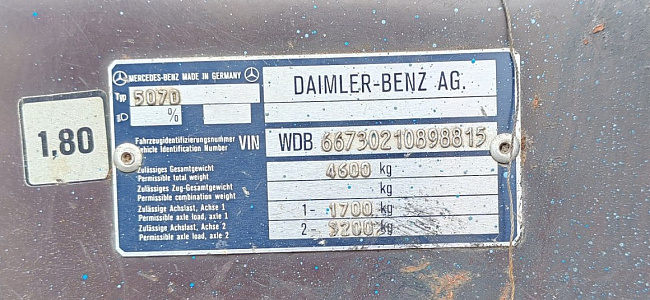 MERCEDES-BENZ MADE IN GERMANY
DAIMLER-BENZ AG.
Typ 5070
%
1,80
Fahrzeugidentifizierungsnummer
Vehicle Identification Number
VIN WDB 66730210898815
Zulässiges Gesamtgewicht
Permissible total weight
4600 kg
Zulässiges Zug-Gesamtgewicht
Permissible combination weight
kg
Zulässige Achslast, Achse 1
Permissible axle load, axle 1
1- 1700 kg
Zulässige Achslast, Achse 2
Permissible axle load, axle 2
2- 3200 kg